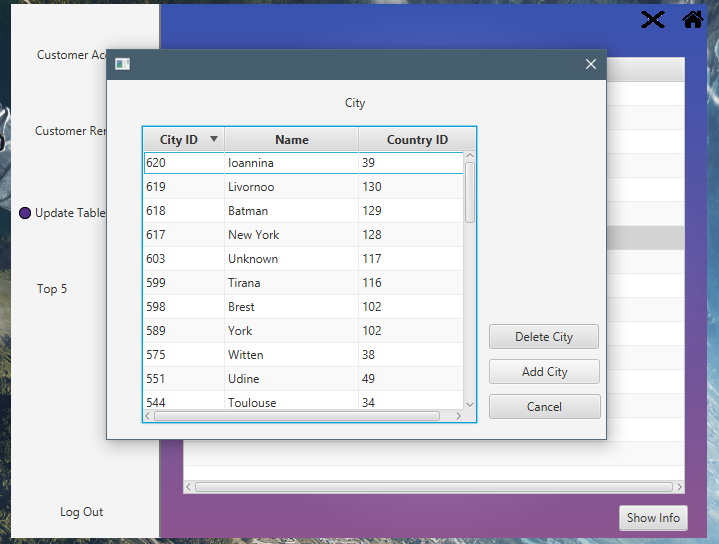 Customer Acc
Customer Ren
Update Table
Top 5
Log Out
City
City ID Name Country ID
620 Ioannina 39
619 Livornoo 130
618 Batman 129
617 New York 128
603 Unknown 117
599 Tirana 116
598 Brest 102
589 York 102
575 Witten 38
551 Udine 49
544 Toulouse 34
Delete City
Add City
Cancel
Show Info